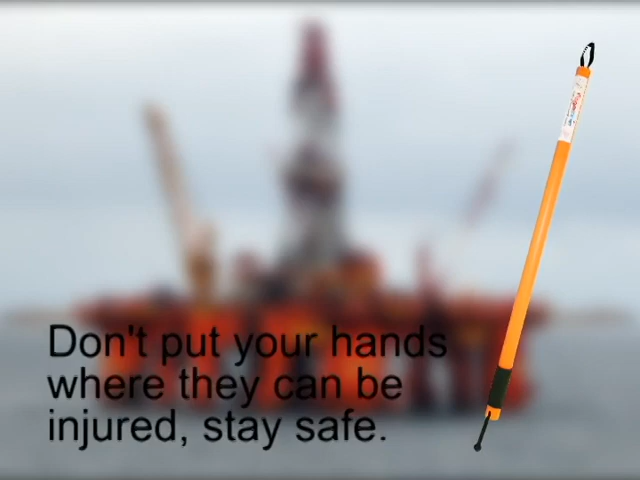 Don't put your hands
where they can be
injured, stay safe.